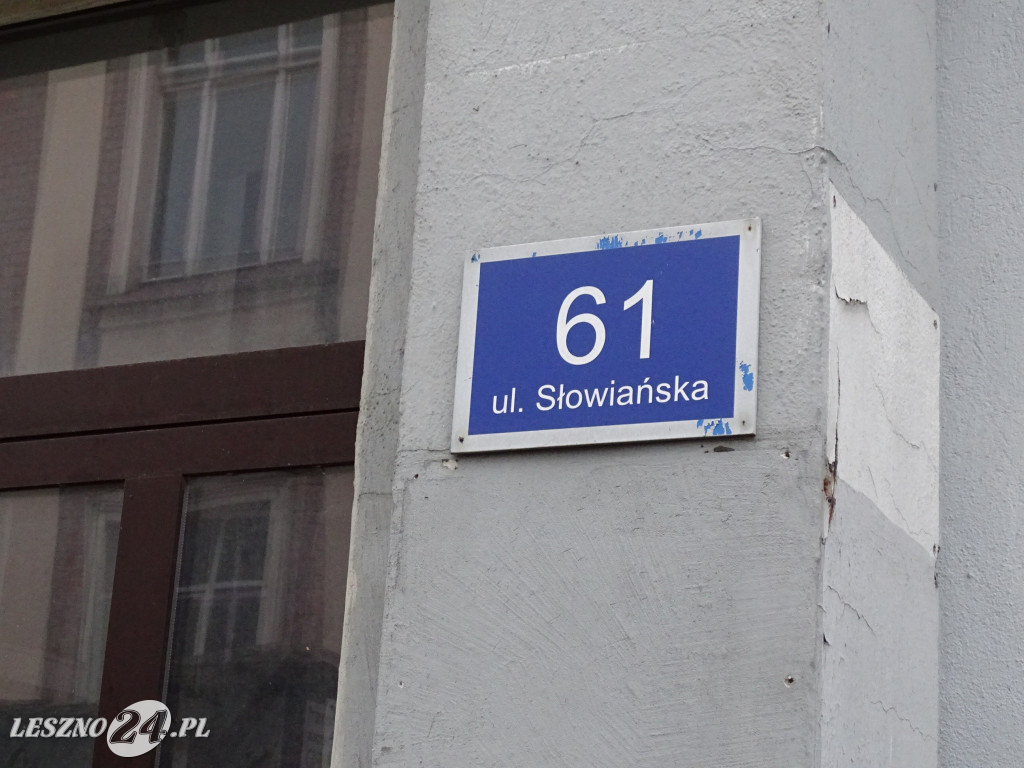 61
ul. Słowiańska
LESZNO24.PL